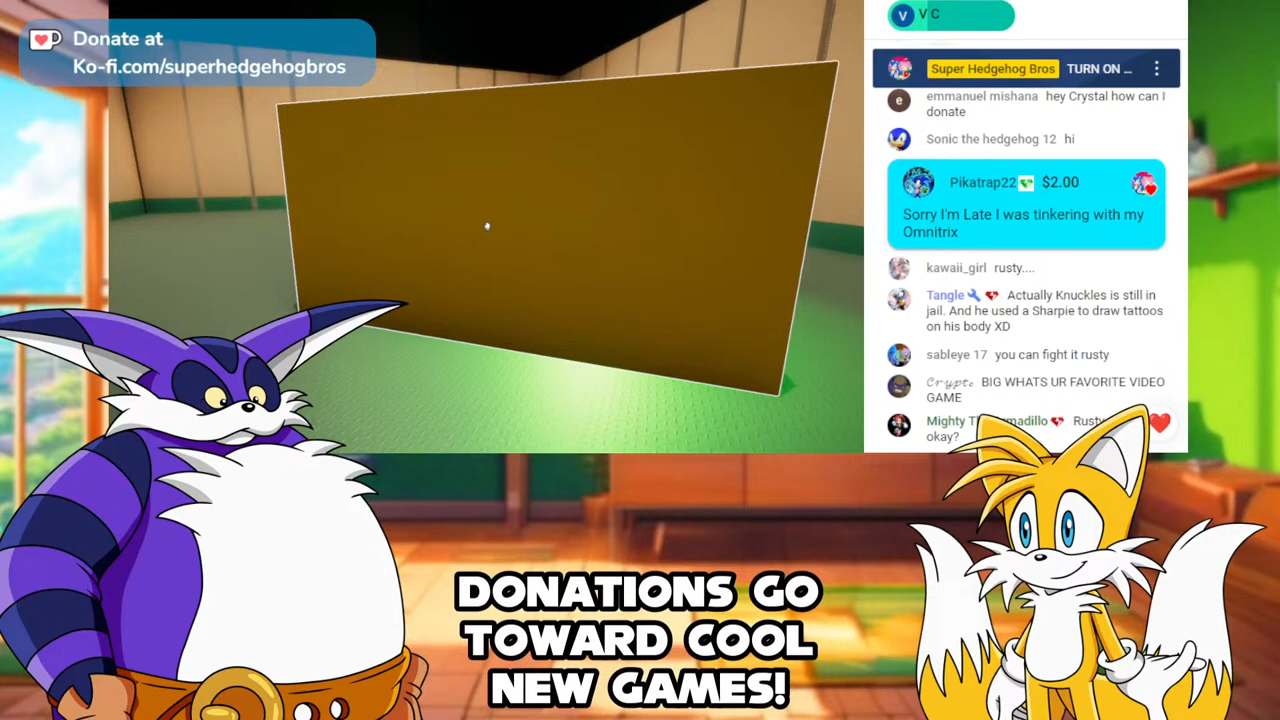 Donate at
Ko-fi.com/superhedgehogbros
V V C
Super Hedgehog Bros TURN ON ...
e emmanuel mishana hey Crystal how can I
donate
Sonic the hedgehog 12 hi
Pikatrap22 $2.00
Sorry I'm Late I was tinkering with my
Omnitrix
kawaii_girl rusty....
Tangle Actually Knuckles is still in
jail. And he used a Sharpie to draw tattoos
on his body XD
sableye 17 you can fight it rusty
𝓒𝓻𝔂𝓹𝓽𝓸 BIG WHATS UR FAVORITE VIDEO
GAME
Mighty Rusty
okay?
DONATIONS GO
TOWARD COOL
NEW GAMES!